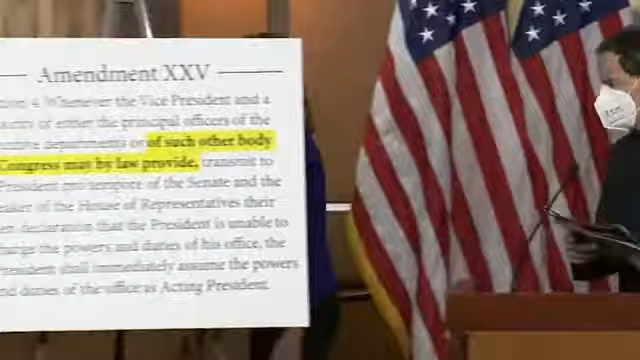 Amendment XXV
Whenever the Vice President and a
or either the principal officers of the
departments or of such other body
Congress may by law provide, transmit to
President pro tempore of the Senate and the
of the House of Representatives their
declaration that the President is unable to
the powers and duties of his office, the
President shall immediately assume the powers
and duties of the office as Acting President.